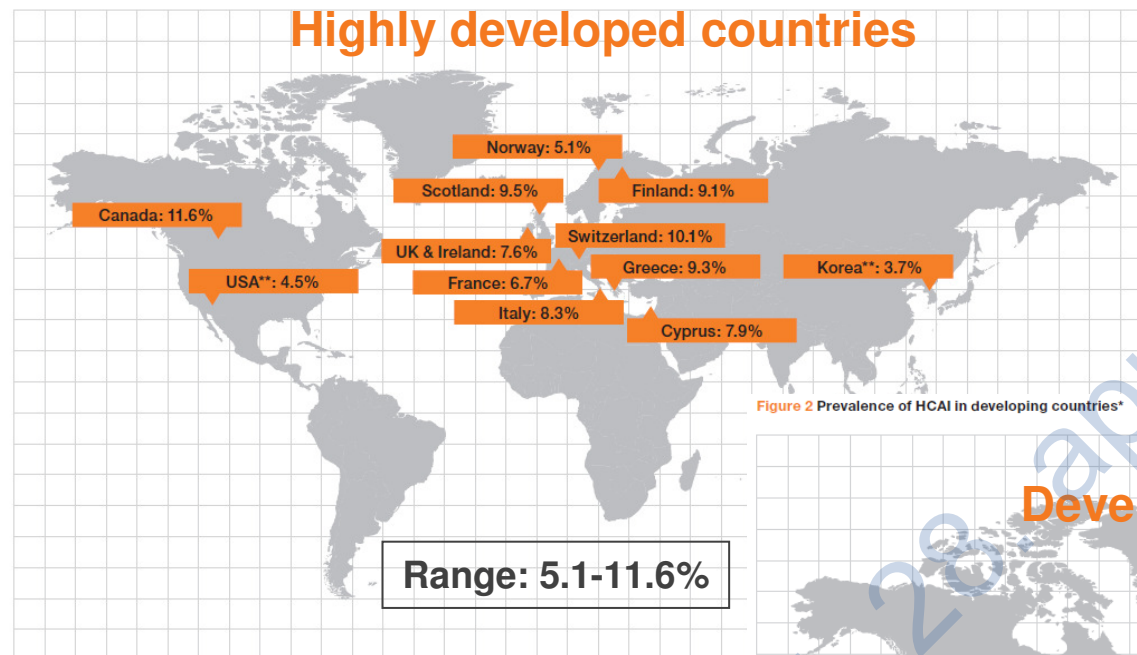 Highly developed countries
Norway: 5.1%
Scotland: 9.5%
Finland: 9.1%
Canada: 11.6%
Switzerland: 10.1%
UK & Ireland: 7.6%
Greece: 9.3%
Korea**: 3.7%
USA**: 4.5%
France: 6.7%
Italy: 8.3%
Cyprus: 7.9%
Figure 2 Prevalence of HCAI in developing countries*
Deve
Range: 5.1-11.6%
28. apr